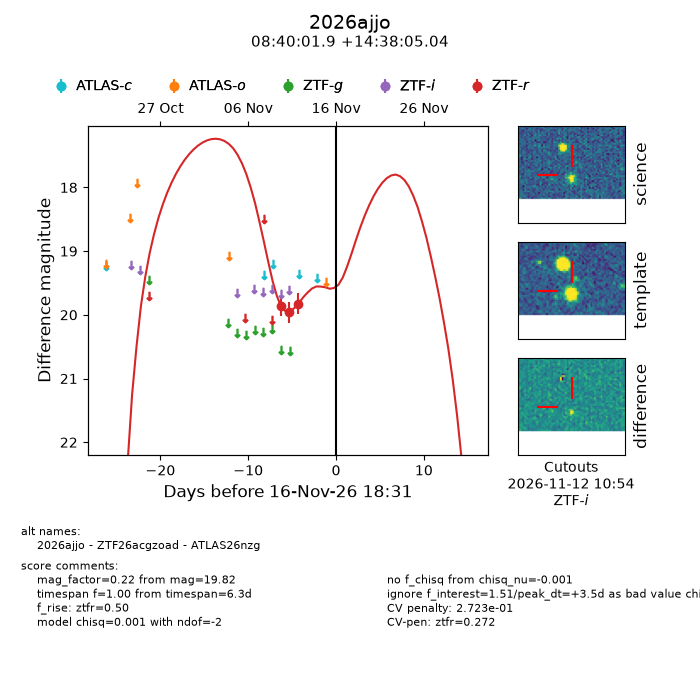 2026ajjo
08:40:01.9 +14:38:05.04
ATLAS-c ATLAS-o ZTF-g ZTF-i ZTF-r
27 Oct 06 Nov 16 Nov 26 Nov
18
19
20
21
22
Difference magnitude
−20 −10 0 10
Days before 16-Nov-26 18:31
science
template
difference
Cutouts
2026-11-12 10:54
ZTF-i
alt names:
2026ajjo - ZTF26acgzoad - ATLAS26nzg
score comments:
mag_factor=0.22 from mag=19.82
timespan f=1.00 from timespan=6.3d
f_rise: ztfr=0.50
model chisq=0.001 with ndof=-2
no f_chisq from chisq_nu=-0.001
ignore f_interest=1.51/peak_dt=+3.5d as bad value chi
CV penalty: 2.723e-01
CV-pen: ztfr=0.272